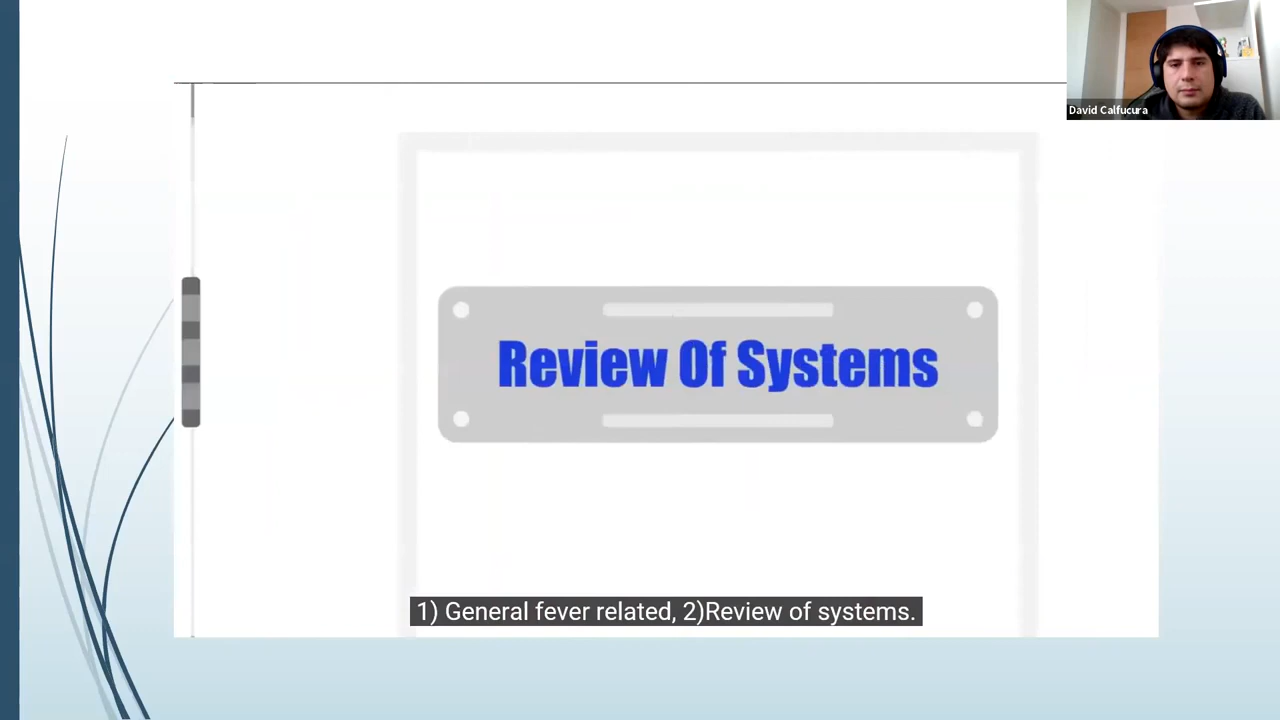 David Calfucura
Review Of Systems
1) General fever related, 2)Review of systems.